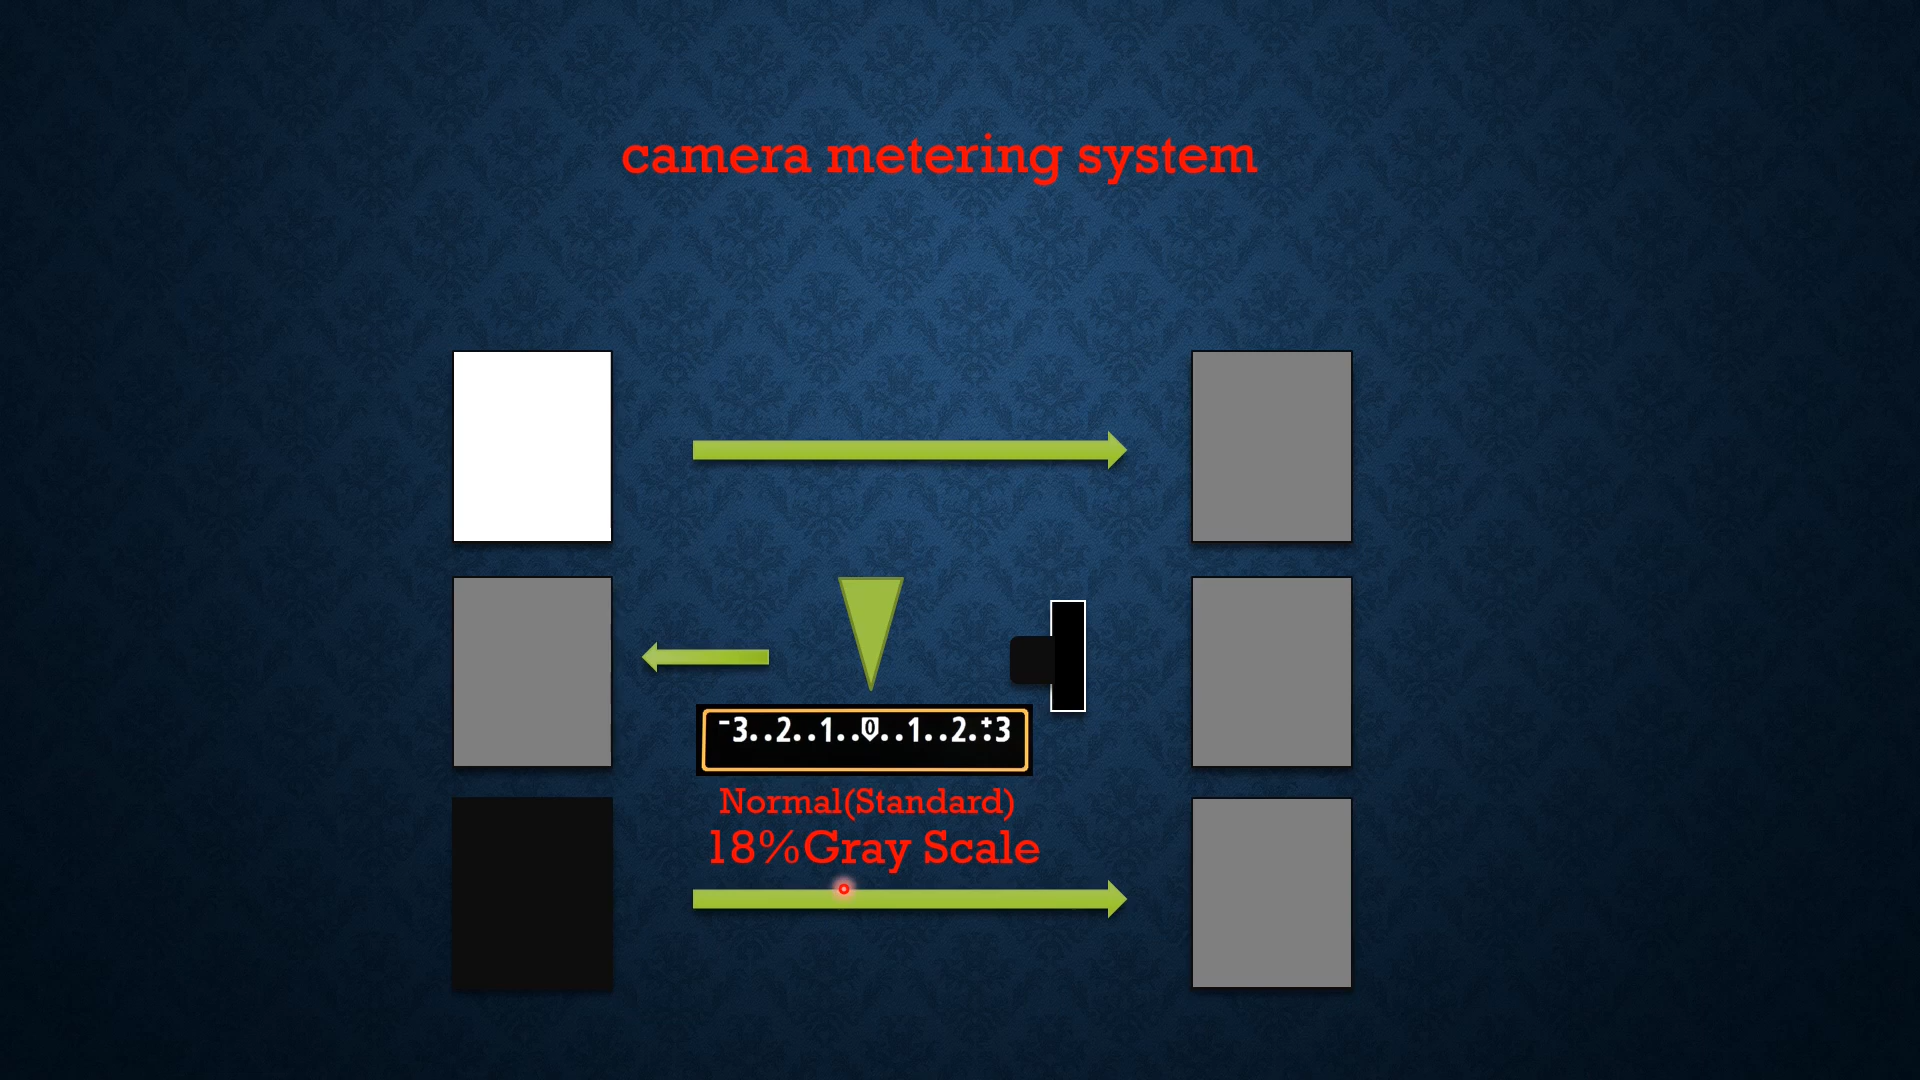 camera metering system
-3..2..1..0..1..2.:+3
Normal(Standard)
18%Gray Scale